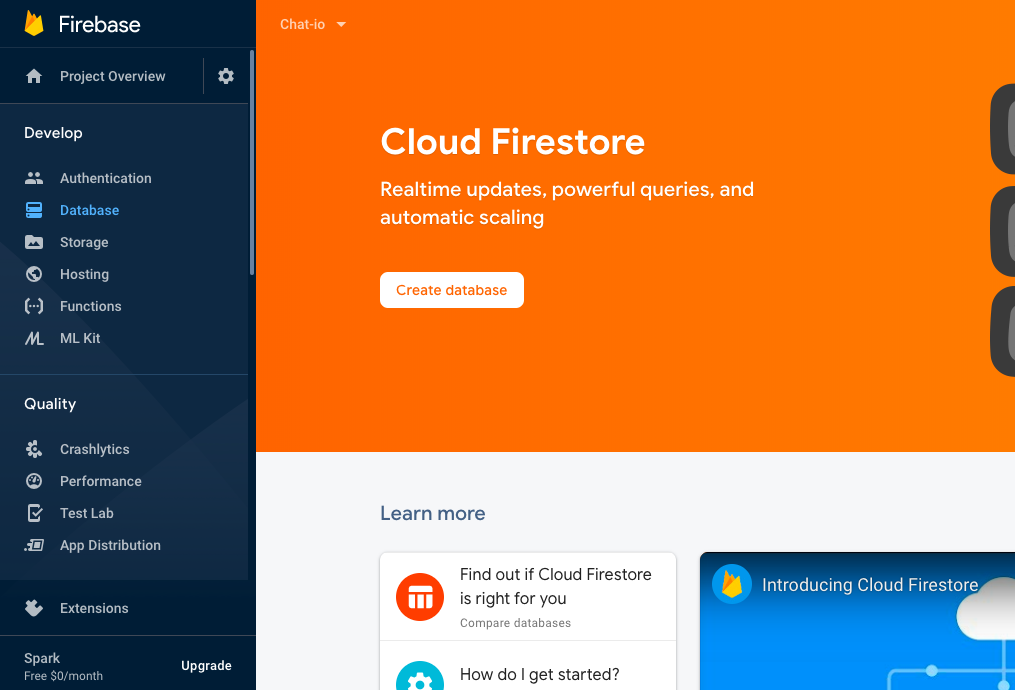 Firebase
Project Overview
Develop
Authentication
Database
Storage
Hosting
Functions
ML Kit
Quality
Crashlytics
Performance
Test Lab
App Distribution
Extensions
Spark
Free $0/month
Upgrade
Chat-io
Cloud Firestore
Realtime updates, powerful queries, and
automatic scaling
Create database
Learn more
Find out if Cloud Firestore
is right for you
Compare databases
How do I get started?
Introducing Cloud Firestore